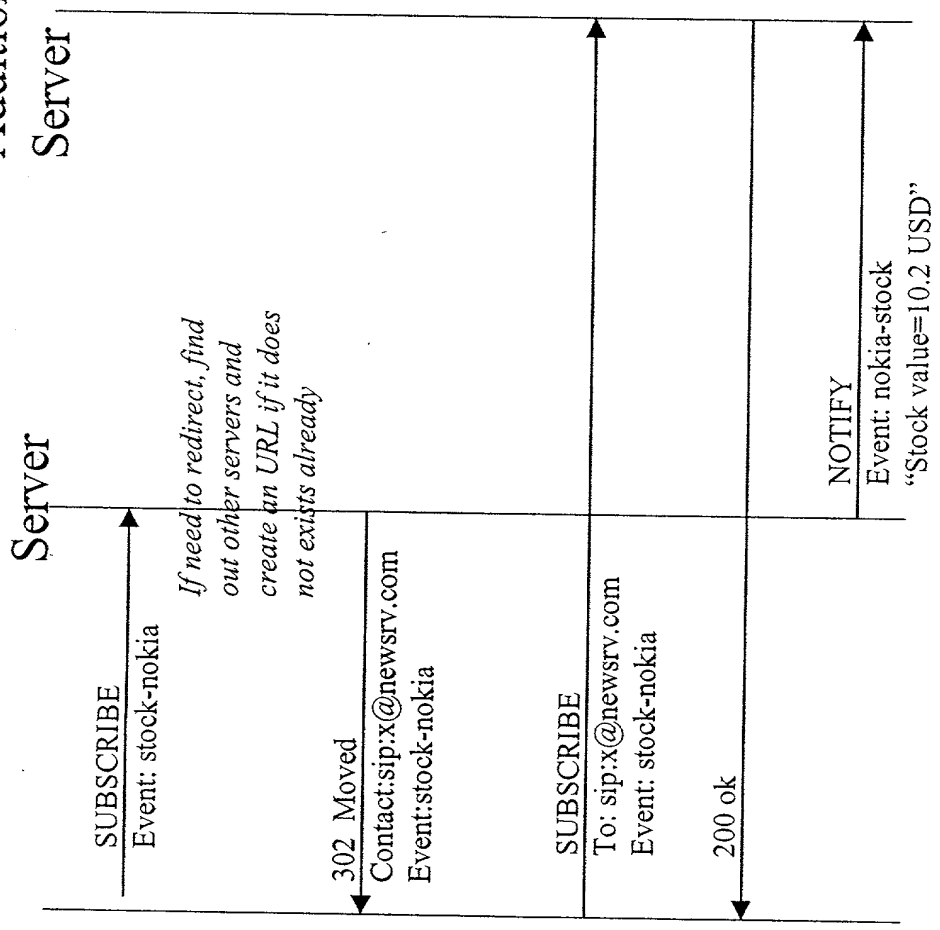 Server
Server
SUBSCRIBE
Event: stock-nokia
If need to redirect, find
out other servers and
create an URL if it does
not exists already
302 Moved
Contact:sip:x@newsrv.com
Event:stock-nokia
SUBSCRIBE
To: sip:x@newsrv.com
Event: stock-nokia
200 ok
NOTIFY
Event: nokia-stock
“Stock value=10.2 USD”